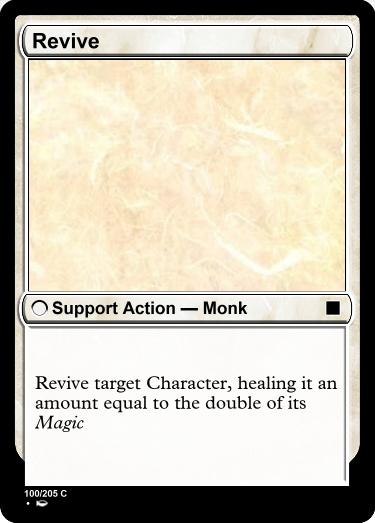 Revive
Support Action — Monk
Revive target Character, healing it an
amount equal to the double of its
Magic
100/205 C